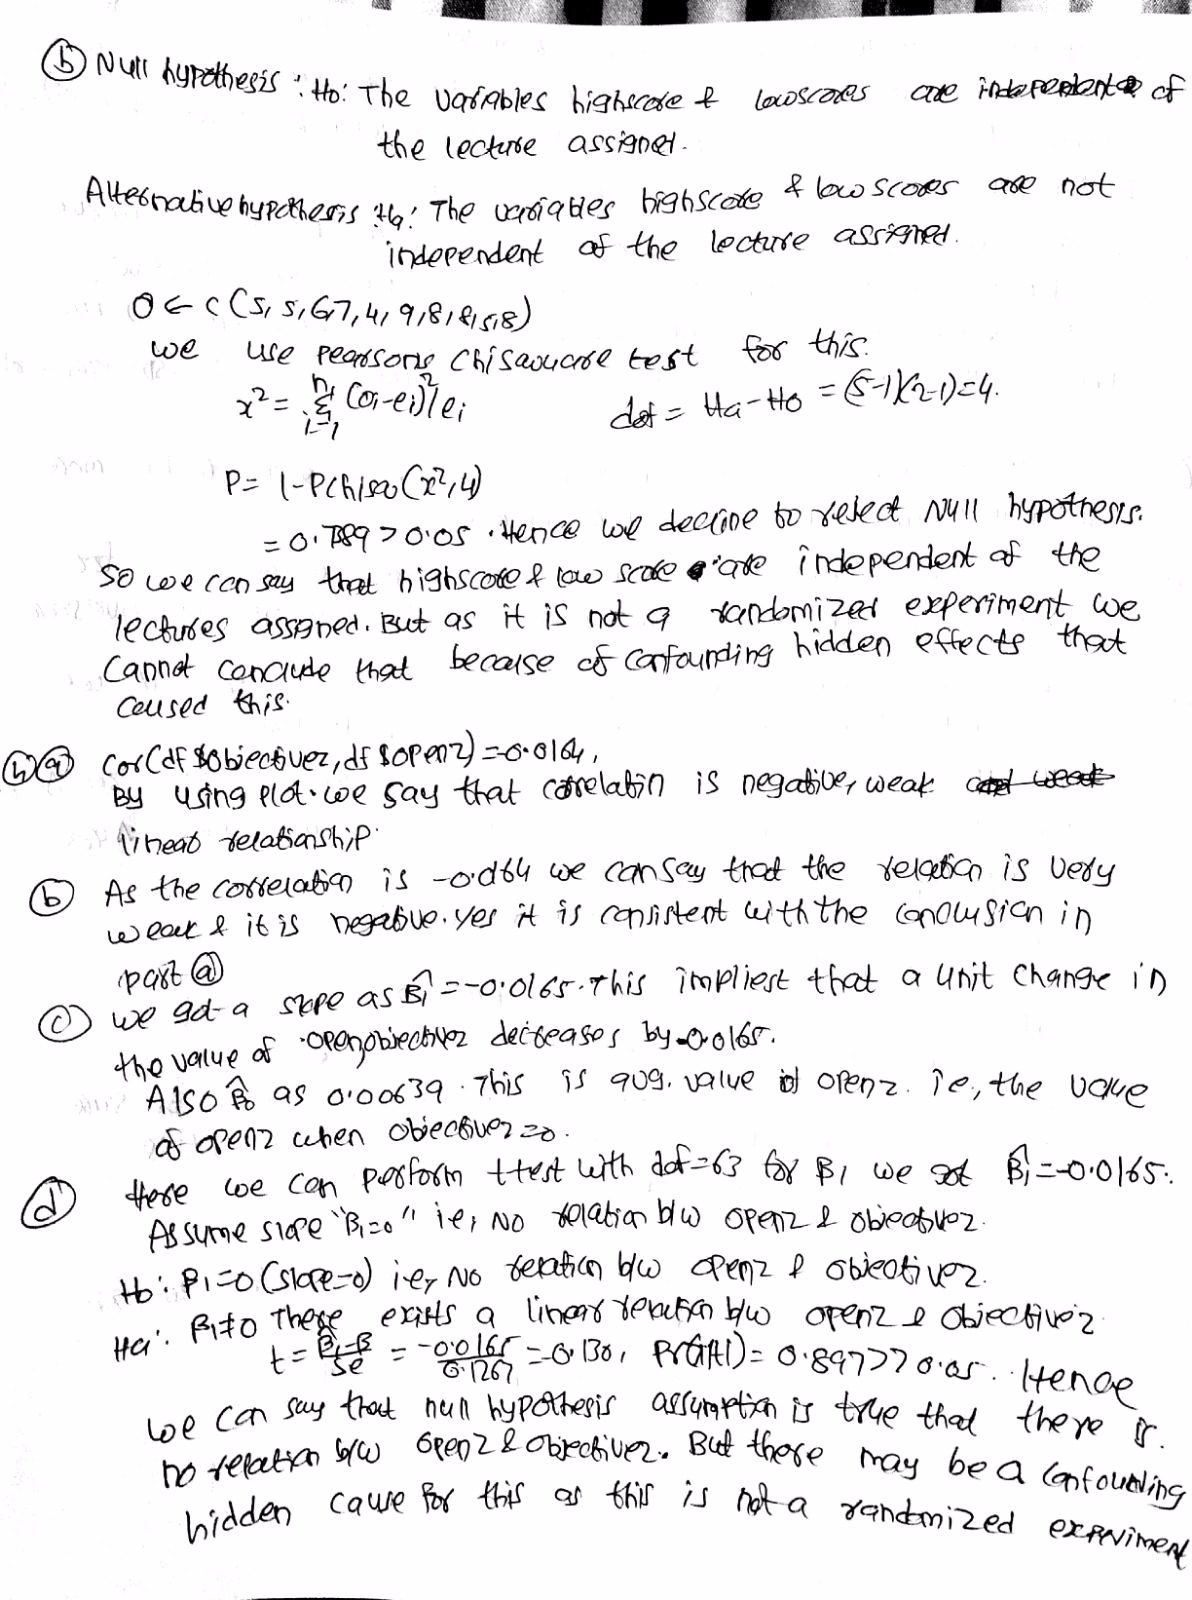 (b) Null hypothesis : Ho: The variables highscore & lowscores are independent of
the lecture assigned.
Alternative hypothesis Ha: The variables highscore & low scores are not
independent of the lecture assigned.
O ← c(5, 5, 6, 7, 4, 9, 8, 8, 5, 8)
we use pearsons chisquare test for this.
x² = n Σ i=1 (oi-ei)²/ei dof = Ha-Ho = (5-1)(2-1)=4.
P= 1-Pchisq(x²,4)
= 0.789 > 0.05 . Hence we decline to reject Null hypothesis.
So we can say that highscore & low score are independent of the
lectures assgned. But as it is not a randomized experiment we
cannot conclude that because of confounding hidden effects that
caused this.
(4)(a) cor(df$objectivez, df$openz) = -0.0164,
By using plot. we say that correlation is negative, weak
linear relationship.
(b) As the correlation is -0.0164 we can say that the relation is very
weak & it is negative. yes it is consistent with the conclusion in
part (a)
(c) we got a slope as β̂1 = -0.0165. This impliest that a unit change in
the value of openzobjectivez decreases by -0.0165.
Also β̂o as 0.00639 . This is avg. value of openz. ie., the value
of openz when objectivez=0.
(d) Here we can perform t test with dof=63 for β1 we got β̂1 = -0.0165.
Assume slope "β1=0" ie, No relation b/w openz & objectivez.
Ho: β1=0 (slope=0) ie, No relation b/w openz & objectivez.
Ha: β1≠0 There exists a linear relation b/w openz & objectivez
t = β̂1-β/se = -0.0165/0.1267 = -0.130, Pr(>|t|) = 0.897 >> 0.05. Hence
we can say that null hypothesis assumption is true that there is.
no relation b/w openz & objectivez. But there may be a confounding
hidden cause for this as this is not a randomized experiment